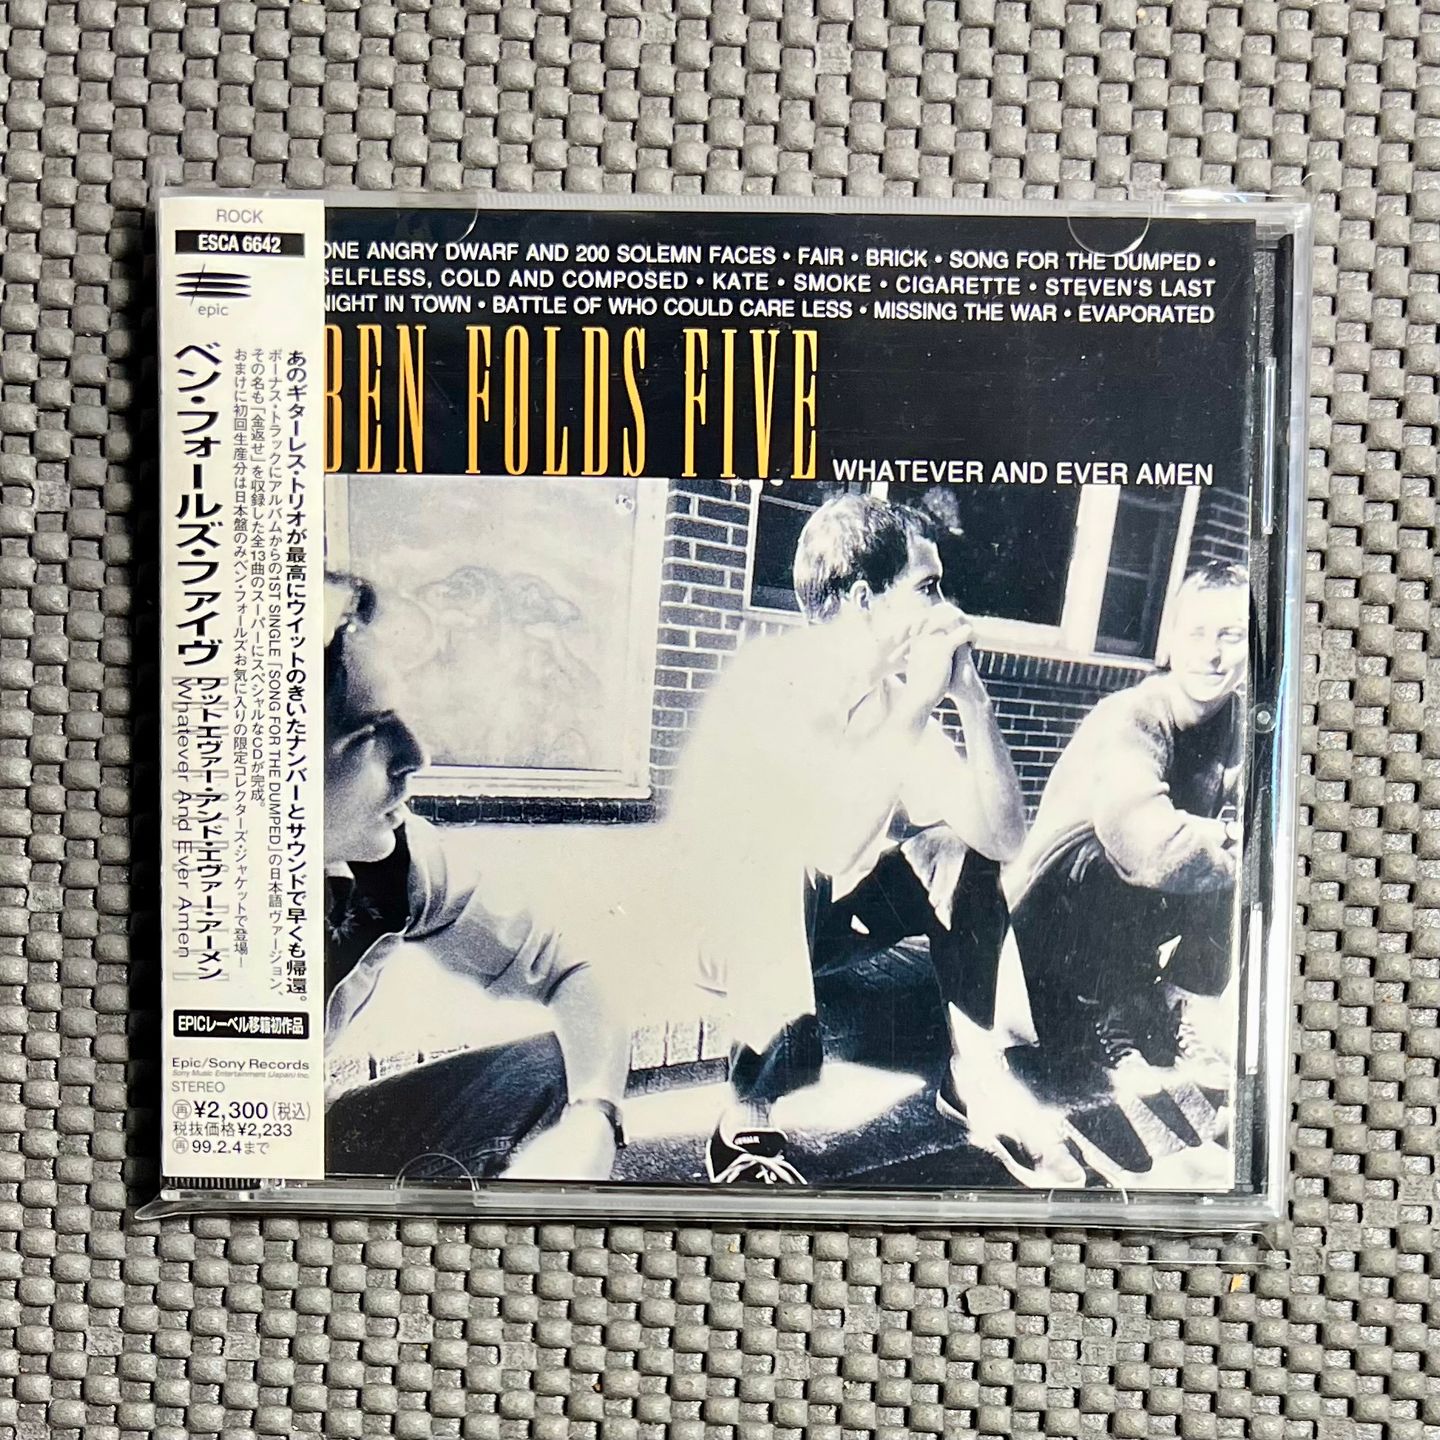 ROCK
ESCA 6642
epic
ベン・フォールズ・ファイヴ
ワットエヴァー・アンド・エヴァー・アーメン
Whatever And Ever Amen
あのギターレス・トリオが最高にウイットのきいたナンバーとサウンドで早くも帰還。
ボーナス・トラックにアルバムからの1ST SINGLE「SONG FOR THE DUMPED」の日本語ヴァージョン、
その名も「金返せ」を収録した全13曲のスーパーにスペシャルなCDが完成。
おまけに初回生産分は日本盤のみベン・フォールズお気に入りの限定コレクターズ・ジャケットで登場!
EPICレーベル移籍初作品
Epic/Sony Records
Sony Music Entertainment (Japan) Inc.
STEREO
再 ¥2,300(税込)
税抜価格¥2,233
再 99.2.4まで
ONE ANGRY DWARF AND 200 SOLEMN FACES • FAIR • BRICK • SONG FOR THE DUMPED •
SELFLESS, COLD AND COMPOSED • KATE • SMOKE • CIGARETTE • STEVEN'S LAST
NIGHT IN TOWN • BATTLE OF WHO COULD CARE LESS • MISSING THE WAR • EVAPORATED
BEN FOLDS FIVE
WHATEVER AND EVER AMEN